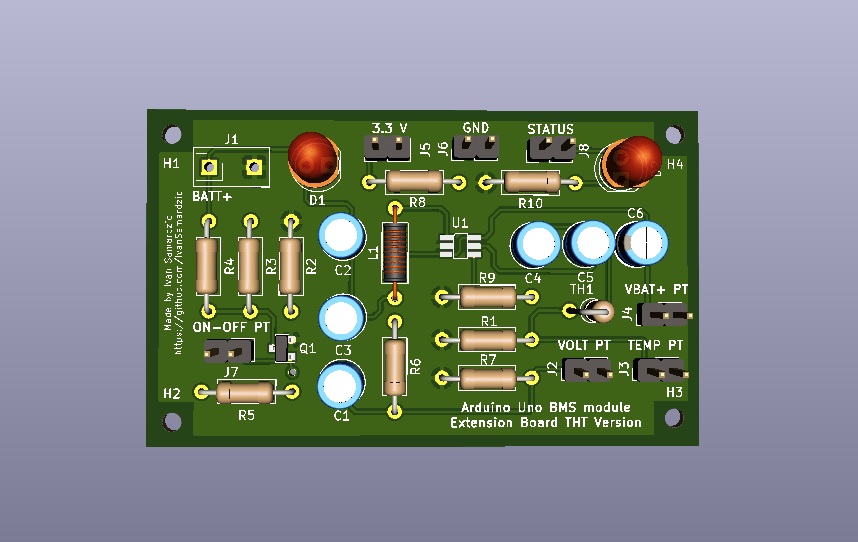 3.3 V
GND
STATUS
J1
J5
J6
J8
H1
H4
BATT+
D1
R8
R10
Made by Ivan Samardzic
https://github.com/IvanSamardzic
R4
R3
R2
L1
U1
C6
C2
C4
C5
R9
TH1
VBAT+ PT
J4
ON-OFF PT
Q1
C3
R1
VOLT PT
TEMP PT
J7
R6
R7
J2
J3
H2
H3
R5
C1
Arduino Uno BMS module
Extension Board THT Version